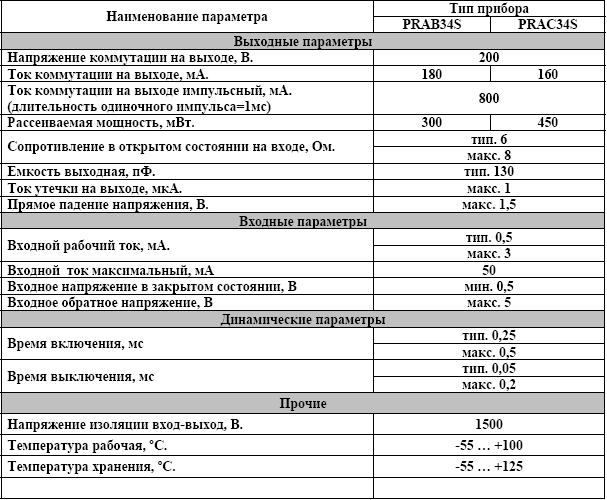 Наименование параметра
Тип прибора
PRAB34S PRAC34S
Выходные параметры
Напряжение коммутации на выходе, В. 200
Ток коммутации на выходе, мА. 180 160
Ток коммутации на выходе импульсный, мА.
(длительность одиночного импульса=1мс)
800
Рассеиваемая мощность, мВт. 300 450
Сопротивление в открытом состоянии на входе, Ом.
тип. 6
макс. 8
Емкость выходная, пФ. тип. 130
Ток утечки на выходе, мкА. макс. 1
Прямое падение напряжения, В. макс. 1,5
Входные параметры
Входной рабочий ток, мА.
тип. 0,5
макс. 3
Входной ток максимальный, мА 50
Входное напряжение в закрытом состоянии, В мин. 0,5
Входное обратное напряжение, В макс. 5
Динамические параметры
Время включения, мс
тип. 0,25
макс. 0,5
Время выключения, мс
тип. 0,05
макс. 0,2
Прочие
Напряжение изоляции вход-выход, В. 1500
Температура рабочая, °С. -55 … +100
Температура хранения, °С. -55 … +125